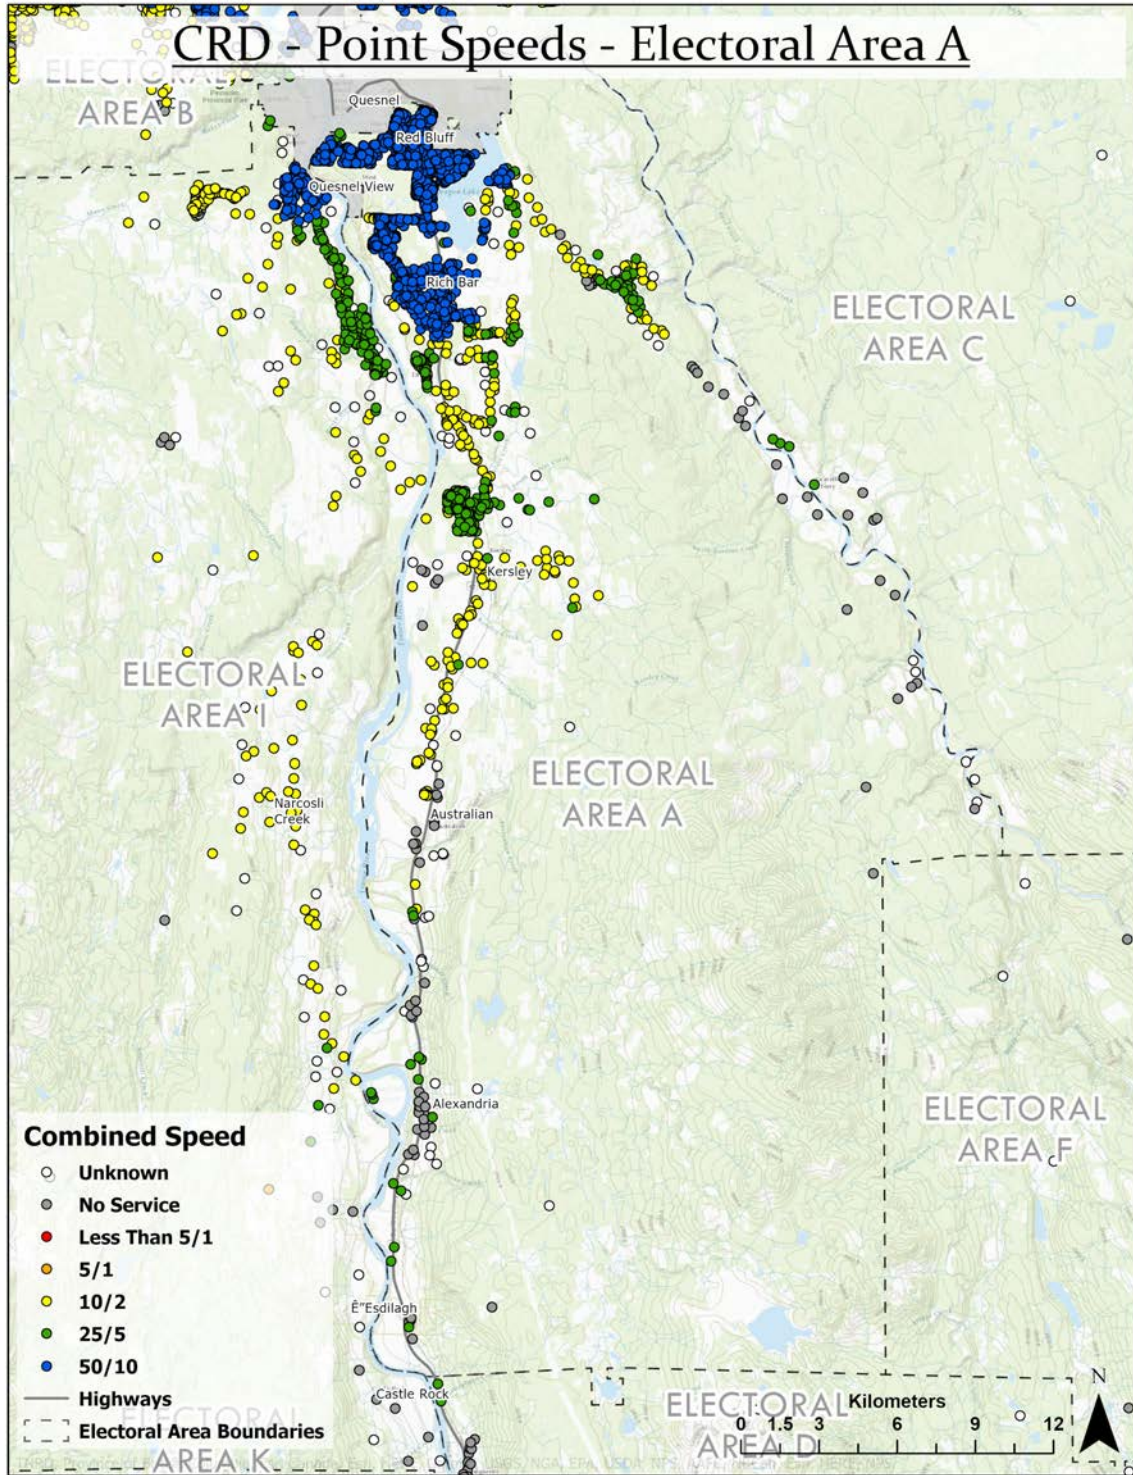 CRD - Point Speeds - Electoral Area A
ELECTORAL
AREA B
Quesnel
Red Bluff
Quesnel View
Rich Bar
ELECTORAL
AREA C
Kersley
ELECTORAL
AREA I
ELECTORAL
AREA A
Narcosli
Creek
Australian
Alexandria
ELECTORAL
AREA F
Combined Speed
Unknown
No Service
Less Than 5/1
5/1
10/2
25/5
50/10
Highways
Electoral Area Boundaries
Ê"Esdilagh
Castle Rock
ELECTORAL
AREA K
ELECTORAL
AREA D
Kilometers
0 1.5 3 6 9 12
N